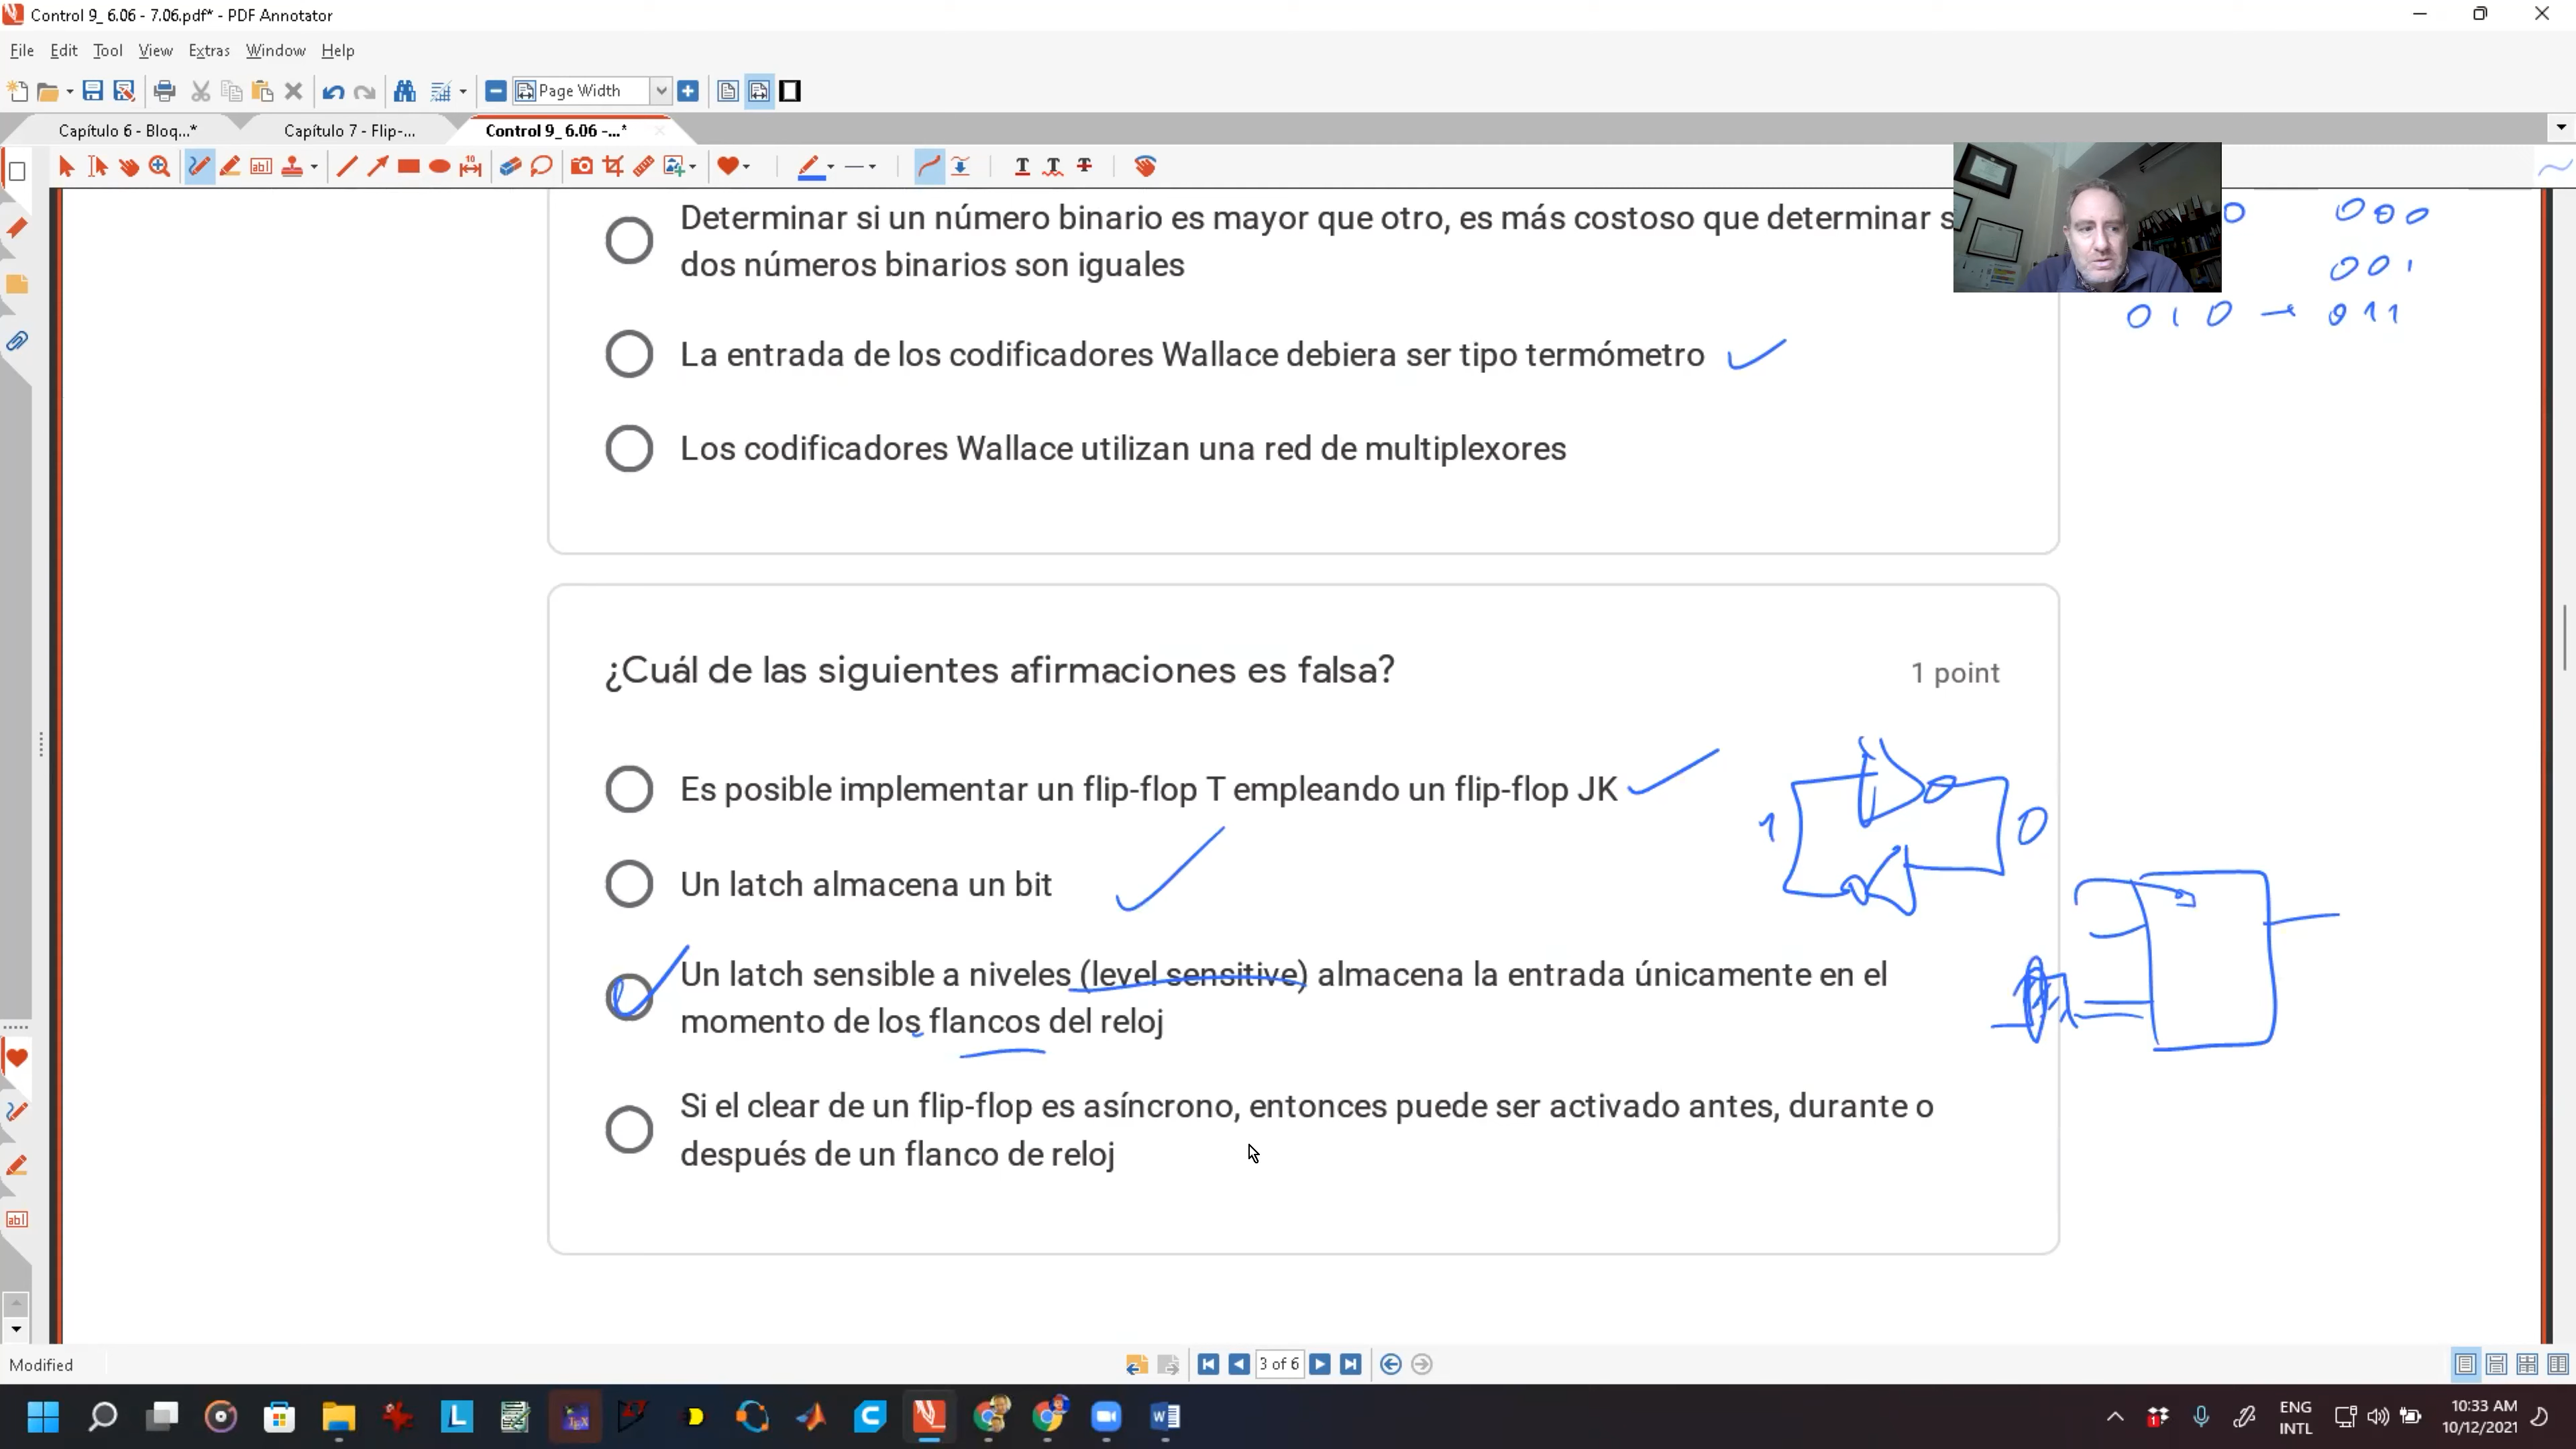 Control 9_ 6.06 - 7.06.pdf* - PDF Annotator
File Edit Tool View Extras Window Help
Page Width
Capítulo 6 - Bloq...* Capítulo 7 - Flip-... Control 9_ 6.06 -...*
Determinar si un número binario es mayor que otro, es más costoso que determinar s
dos números binarios son iguales
0 000
001
010 → 011
La entrada de los codificadores Wallace debiera ser tipo termómetro
Los codificadores Wallace utilizan una red de multiplexores
¿Cuál de las siguientes afirmaciones es falsa? 1 point
Es posible implementar un flip-flop T empleando un flip-flop JK
1 0
Un latch almacena un bit
Un latch sensible a niveles (level sensitive) almacena la entrada únicamente en el
momento de los flancos del reloj
Si el clear de un flip-flop es asíncrono, entonces puede ser activado antes, durante o
después de un flanco de reloj
Modified 3 of 6
ENG
INTL
10:33 AM
10/12/2021